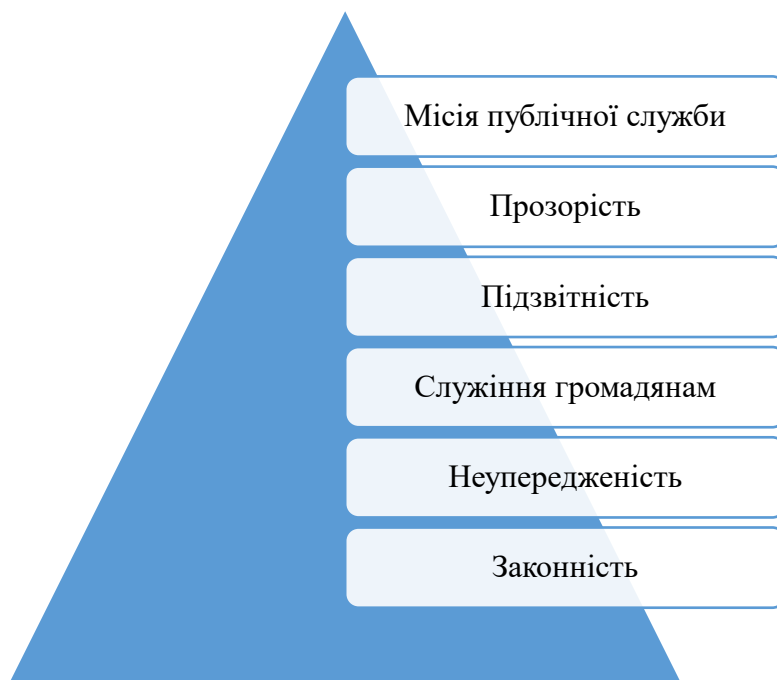 Місія публічної служби
Прозорість
Підзвітність
Служіння громадянам
Неупередженість
Законність